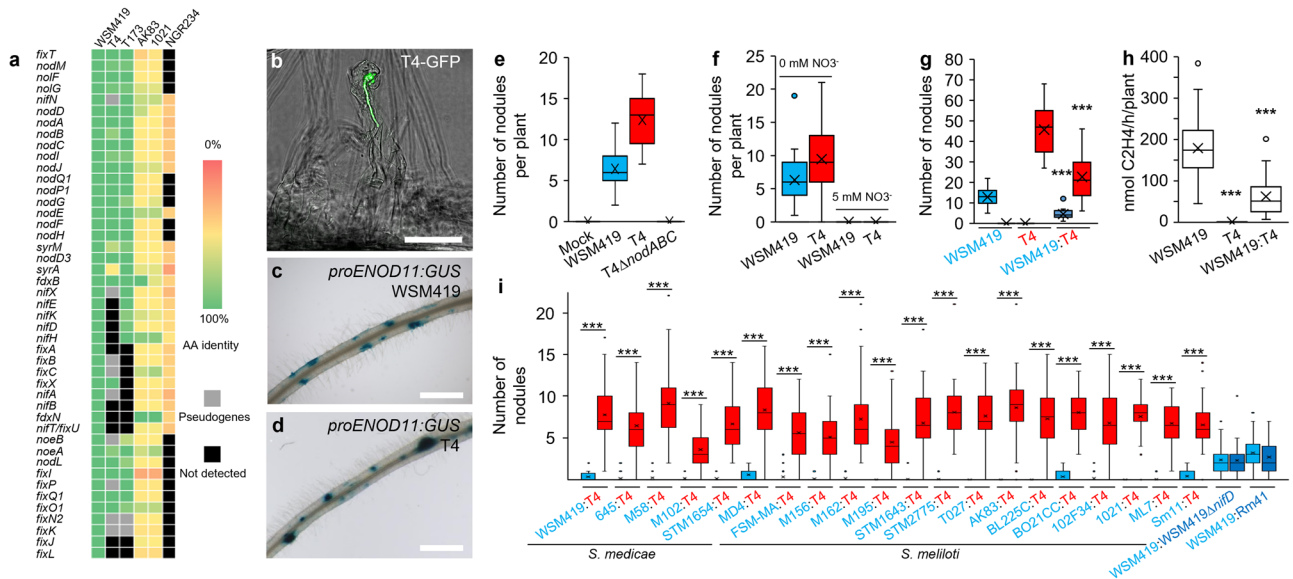 a
WSM419
T4
T173
AK83
1021
NGR234
fixT
nodM
nolF
nolG
nifN
nodD
nodA
nodB
nodC
nodI
nodJ
nodQ1
nodP1
nodG
nodE
nodF
nodH
syrM
nodD3
syrA
fdxB
nifX
nifE
nifK
nifD
nifH
fixA
fixB
fixC
fixX
nifA
nifB
fdxN
nifT/fixU
noeB
noeA
nodL
fixI
fixP
fixQ1
fixO1
fixN2
fixK
fixJ
fixL
0%
100%
AA identity
Pseudogenes
Not detected
b
T4-GFP
c
proENOD11:GUS
WSM419
d
proENOD11:GUS
T4
e
Number of nodules
per plant
20
15
10
5
0
Mock
WSM419
T4
T4ΔnodABC
f
Number of nodules
per plant
25
20
15
10
5
0
0 mM NO3-
5 mM NO3-
WSM419
T4
WSM419
T4
g
Number of nodules
80
70
60
50
40
30
20
10
0
***
***
WSM419
T4
WSM419:T4
h
nmol C2H4/h/plant
400
300
200
100
0
***
***
WSM419
T4
WSM419:T4
i
Number of
nodules
20
15
10
5
*** *** *** *** *** *** *** *** *** *** *** *** *** *** *** *** *** *** *** ***
WSM419:T4
645:T4
M58:T4
M102:T4
STM1654:T4
MD4:T4
FSM-MA:T4
M156:T4
M162:T4
M195:T4
STM1643:T4
STM2775:T4
T027:T4
AK83:T4
BL225C:T4
BO21CC:T4
102F34:T4
1021:T4
ML7:T4
Sm11:T4
WSM419:WSM419ΔnifD
WSM419:Rm41
S. medicae
S. meliloti